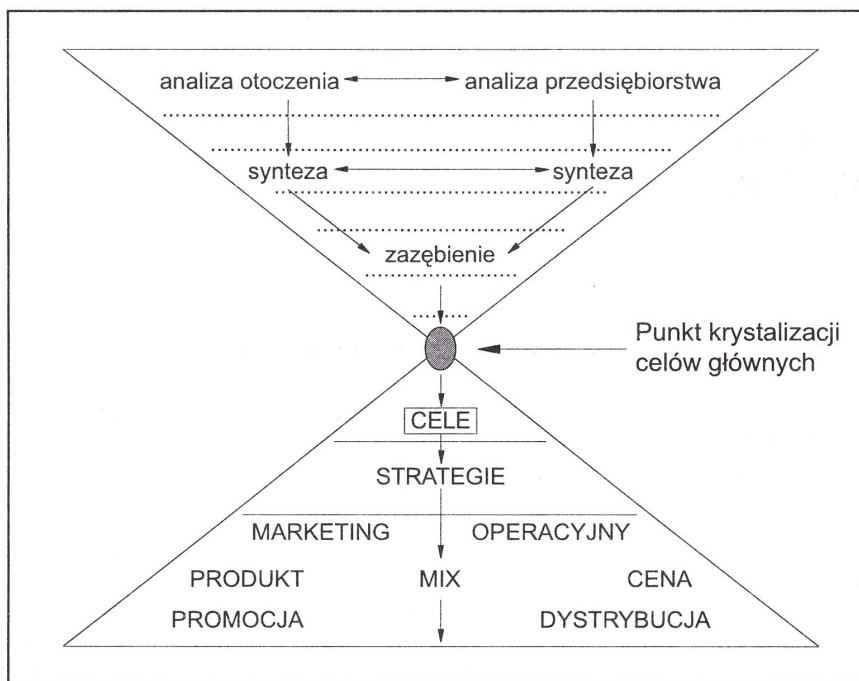 analiza otoczenia analiza przedsiębiorstwa
synteza synteza
zazębienie
Punkt krystalizacji
celów głównych
CELE
STRATEGIE
MARKETING OPERACYJNY
PRODUKT MIX CENA
PROMOCJA DYSTRYBUCJA